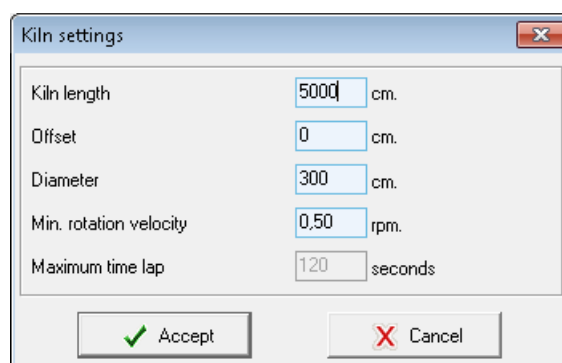 Kiln settings
Kiln length 5000 cm.
Offset 0 cm.
Diameter 300 cm.
Min. rotation velocity 0,50 rpm.
Maximum time lap 120 seconds
Accept Cancel